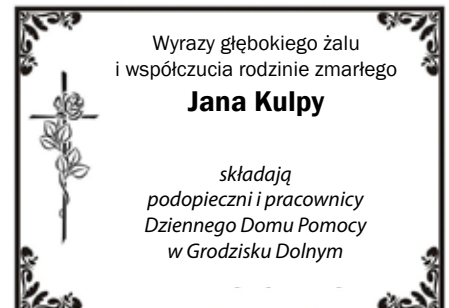 Wyrazy głębokiego żalu
i współczucia rodzinie zmarłego
Jana Kulpy
składają
podopieczni i pracownicy
Dziennego Domu Pomocy
w Grodzisku Dolnym